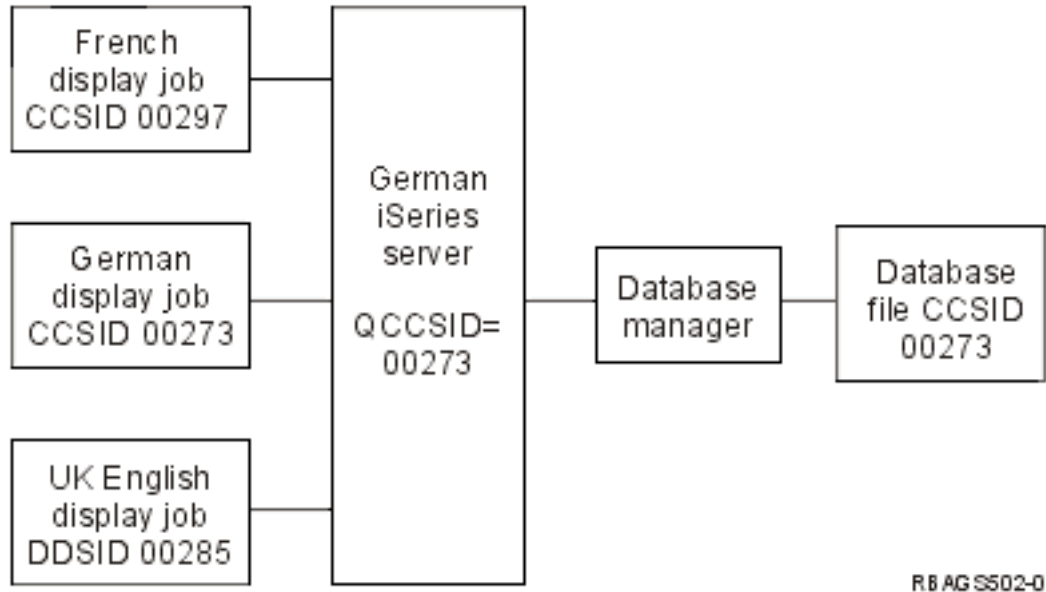 French
display job
CCSID 00297
German
display job
CCSID 00273
UK English
display job
DDSID 00285
German
iSeries
server
QCCSID=
00273
Database
manager
Database
file CCSID
00273
RBAGS502-0